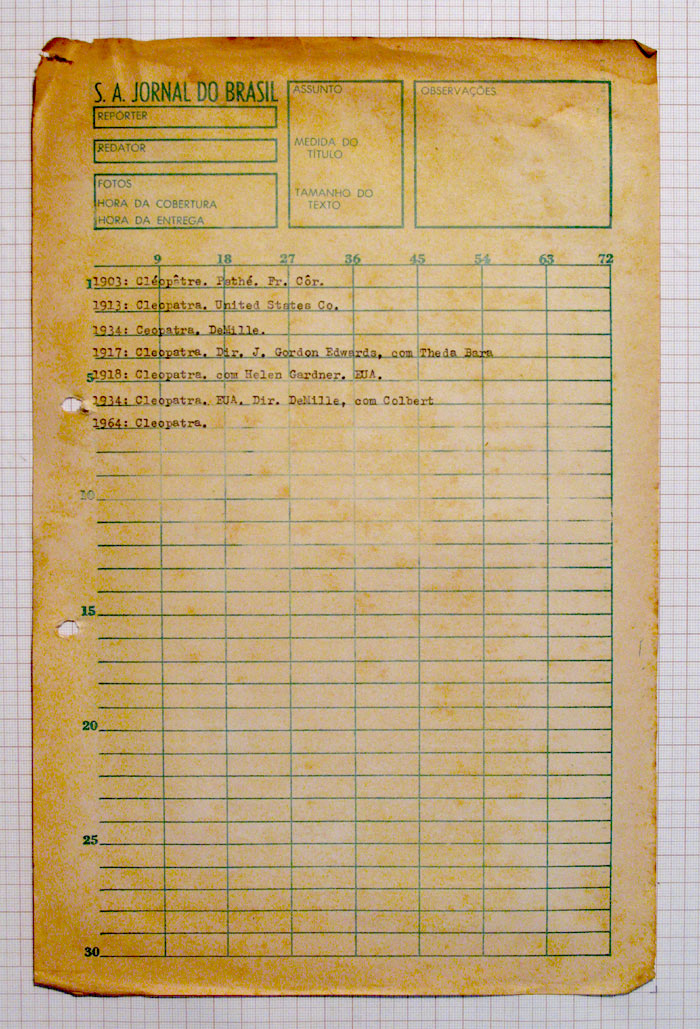 S. A. JORNAL DO BRASIL
REPÓRTER
REDATOR
FOTOS
HORA DA COBERTURA
HORA DA ENTREGA
ASSUNTO
MEDIDA DO
TÍTULO
TAMANHO DO
TEXTO
OBSERVAÇÕES
9 18 27 36 45 54 63 72
1 1903: Cléopâtre. Pathé. Fr. Côr.
1913: Cleopatra. United States Co.
1934: Ceopatra. DeMille.
1917: Cleopatra. Dir. J. Gordon Edwards, com Theda Bara
5 1918: Cleopatra. com Helen Gardner. EUA.
1934: Cleopatra. EUA. Dir. DeMille, com Colbert
1964: Cleopatra.
10
15
20
25
30